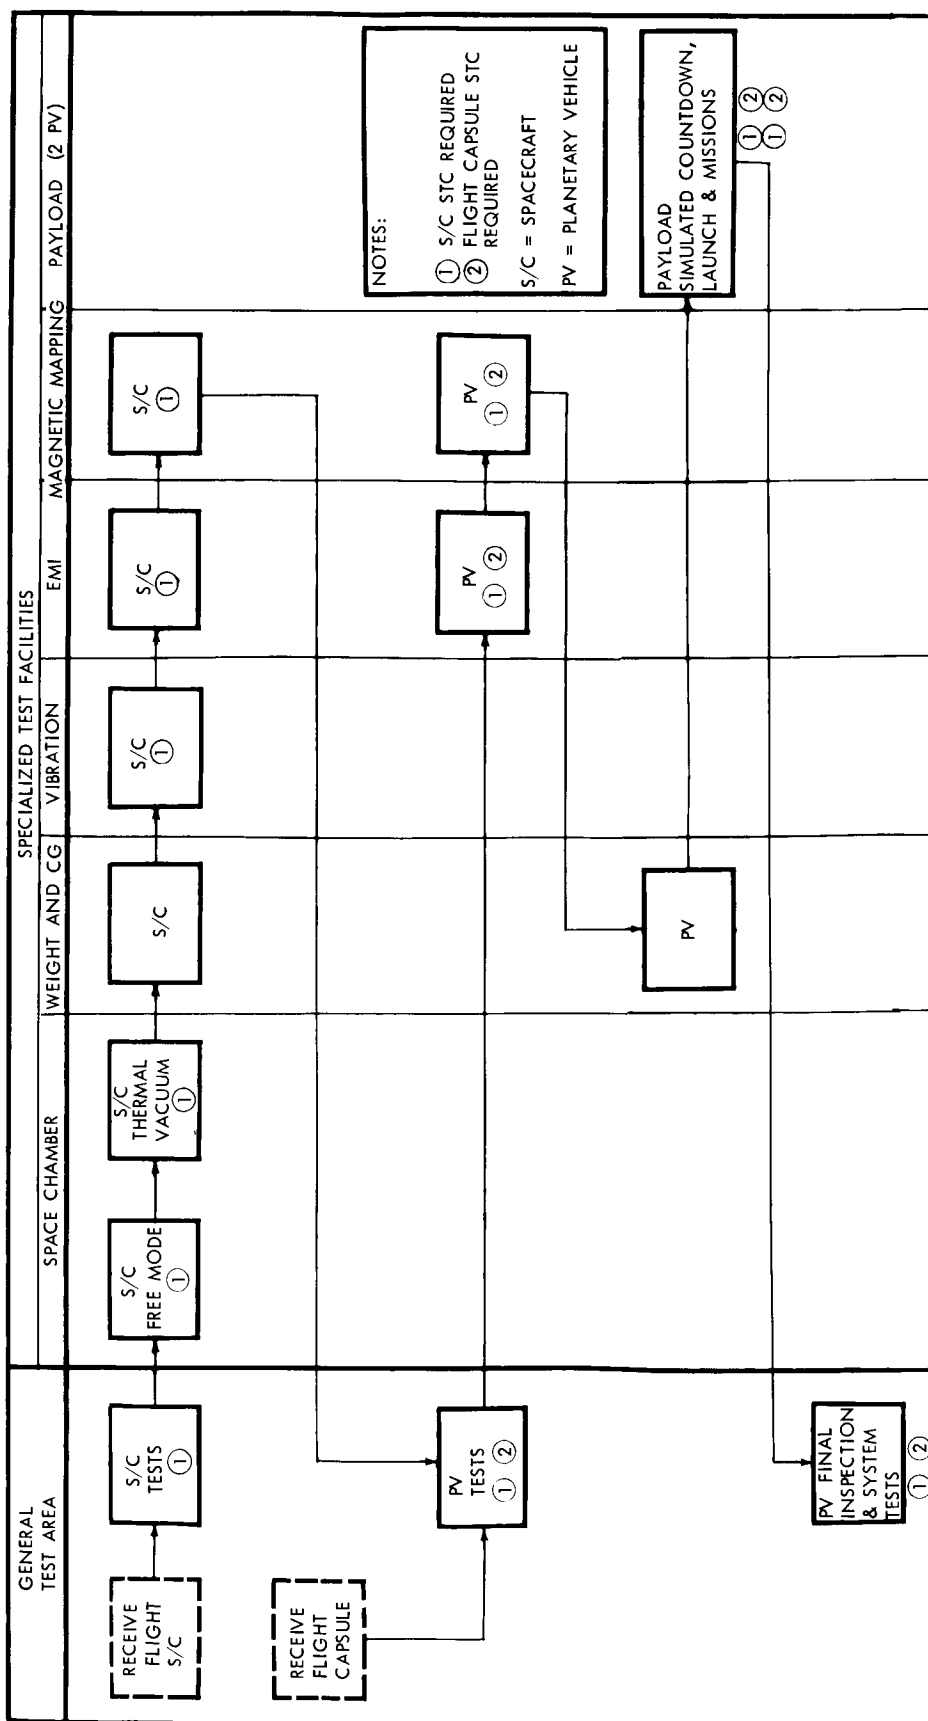 GENERAL
TEST AREA
SPECIALIZED TEST FACILITIES
SPACE CHAMBER
WEIGHT AND CG
VIBRATION
EMI
MAGNETIC MAPPING
PAYLOAD (2 PV)
RECEIVE
FLIGHT
S/C
S/C
TESTS
①
S/C
FREE MODE
①
S/C
THERMAL
VACUUM
①
S/C
S/C
①
S/C
①
S/C
①
RECEIVE
FLIGHT
CAPSULE
NOTES:
① S/C STC REQUIRED
② FLIGHT CAPSULE STC
REQUIRED
S/C = SPACECRAFT
PV = PLANETARY VEHICLE
PV
TESTS
① ②
PV
① ②
PV
① ②
PV
PAYLOAD
SIMULATED COUNTDOWN,
LAUNCH & MISSIONS
① ②
① ②
PV FINAL
INSPECTION
& SYSTEM
TESTS
① ②